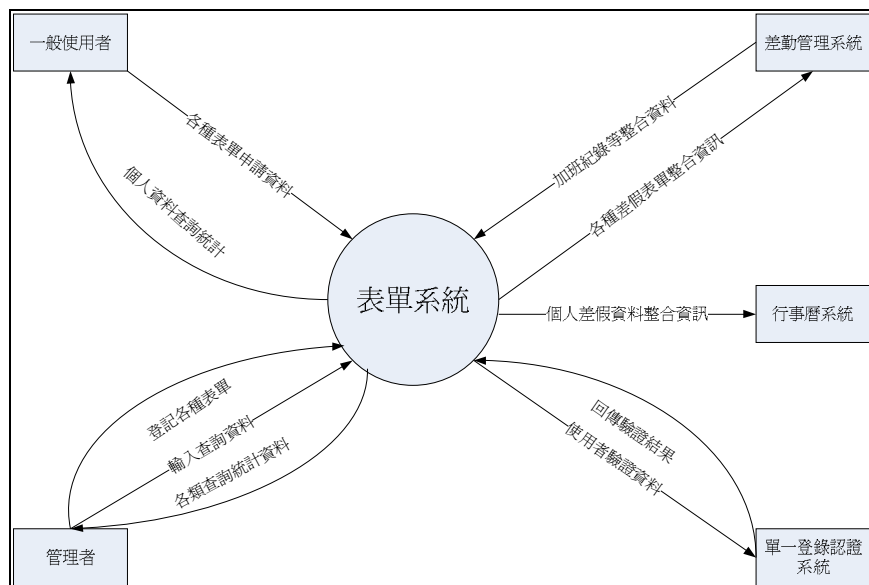 一般使用者
差勤管理系統
各種表單申請資料
加班紀錄等整合資料
個人資料查詢統計
各種差假表單整合資訊
表單系統
個人差假資料整合資訊
行事曆系統
登記各種表單
輸入查詢資料
各類查詢統計資料
回傳驗證結果
使用者驗證資料
管理者
單一登錄認證
系統